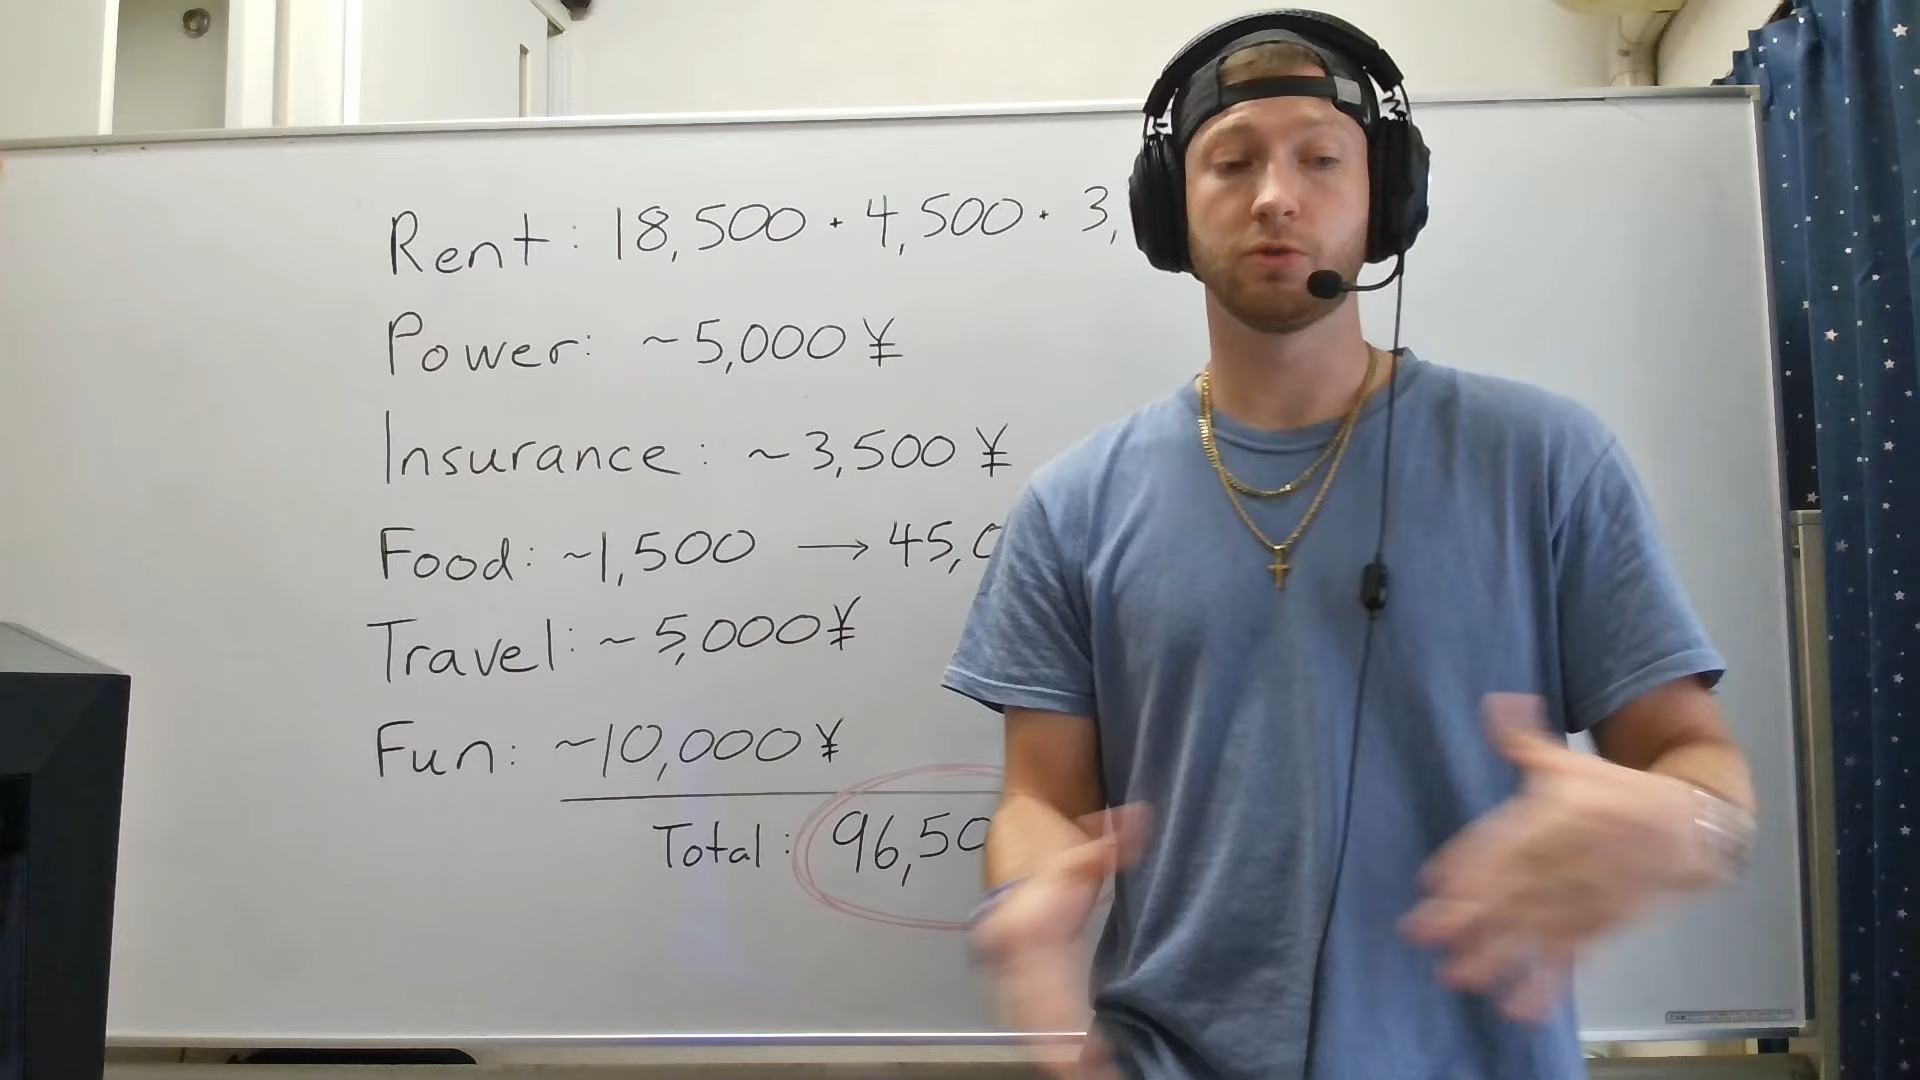 Rent: 18,500 + 4,500 + 3,
Power: ~5,000 ¥
Insurance: ~3,500 ¥
Food: ~1,500 → 45,0
Travel: ~5,000 ¥
Fun: ~10,000 ¥
Total: 96,50